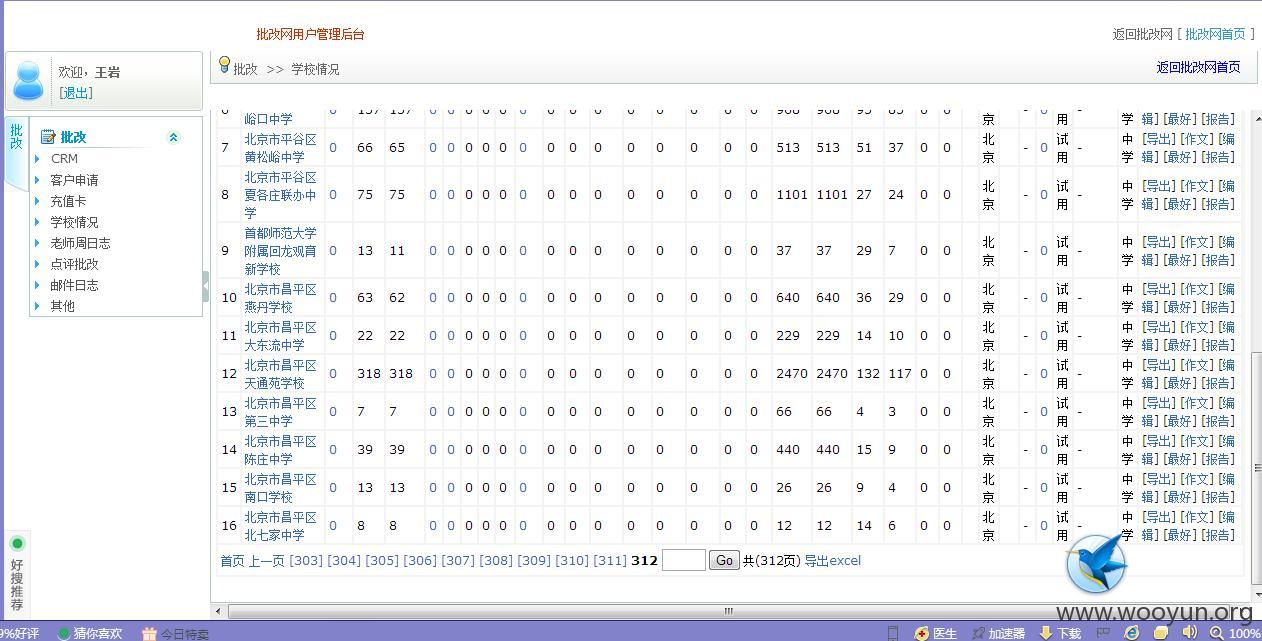 批改网用户管理后台
返回批改网 [ 批改网首页 ]
欢迎，王岩
[退出]
批改 >> 学校情况
返回批改网首页
批改
批改
CRM
客户申请
充值卡
学校情况
老师周日志
点评批改
邮件日志
其他
峪口中学 京 用 学 辑] [最好] [报告]
7 北京市平谷区 0 66 65 0 0 0 0 0 0 0 0 0 0 0 0 0 513 513 51 37 0 0 北 - 0 试 - 中 [导出] [作文] [编
黄松峪中学 京 用 学 辑] [最好] [报告]
8 北京市平谷区 0 75 75 0 0 0 0 0 0 0 0 0 0 0 0 0 1101 1101 27 24 0 0 北 - 0 试 - 中 [导出] [作文] [编
夏各庄联办中 京 用 学 辑] [最好] [报告]
学
9 首都师范大学 0 13 11 0 0 0 0 0 0 0 0 0 0 0 0 0 37 37 29 7 0 0 北 - 0 试 - 中 [导出] [作文] [编
附属回龙观育 京 用 学 辑] [最好] [报告]
新学校
10 北京市昌平区 0 63 62 0 0 0 0 0 0 0 0 0 0 0 0 0 640 640 36 29 0 0 北 - 0 试 - 中 [导出] [作文] [编
燕丹学校 京 用 学 辑] [最好] [报告]
11 北京市昌平区 0 22 22 0 0 0 0 0 0 0 0 0 0 0 0 0 229 229 14 10 0 0 北 - 0 试 - 中 [导出] [作文] [编
大东流中学 京 用 学 辑] [最好] [报告]
12 北京市昌平区 0 318 318 0 0 0 0 0 0 0 0 0 0 0 0 0 2470 2470 132 117 0 0 北 - 0 试 - 中 [导出] [作文] [编
天通苑学校 京 用 学 辑] [最好] [报告]
13 北京市昌平区 0 7 7 0 0 0 0 0 0 0 0 0 0 0 0 0 66 66 4 3 0 0 北 - 0 试 - 中 [导出] [作文] [编
第三中学 京 用 学 辑] [最好] [报告]
14 北京市昌平区 0 39 39 0 0 0 0 0 0 0 0 0 0 0 0 0 440 440 15 9 0 0 北 - 0 试 - 中 [导出] [作文] [编
陈庄中学 京 用 学 辑] [最好] [报告]
15 北京市昌平区 0 13 13 0 0 0 0 0 0 0 0 0 0 0 0 0 26 26 9 4 0 0 北 - 0 试 - 中 [导出] [作文] [编
南口学校 京 用 学 辑] [最好] [报告]
16 北京市昌平区 0 8 8 0 0 0 0 0 0 0 0 0 0 0 0 0 12 12 14 6 0 0 北 - 0 试 - 中 [导出] [作文] [编
北七家中学 京 用 学 辑] [最好] [报告]
首页 上一页 [303] [304] [305] [306] [307] [308] [309] [310] [311] 312 Go 共(312页) 导出excel
好搜推荐
www.wooyun.org
9%好评 猜你喜欢 今日特卖 医生 加速器 下载 100%